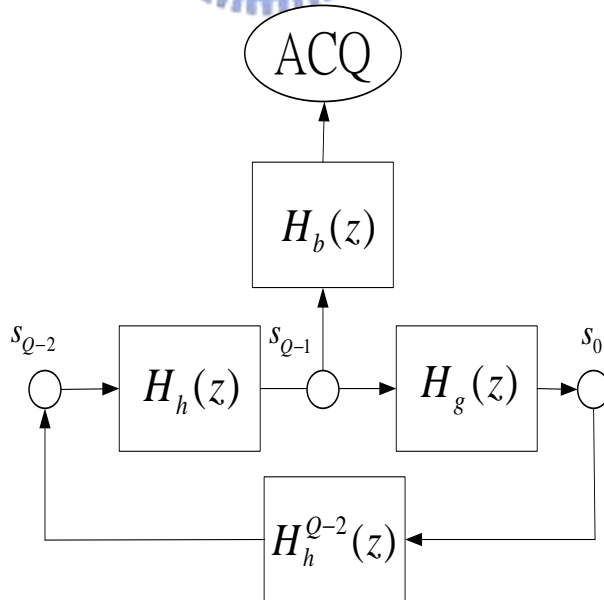 ACQ
H_b(z)
s_{Q-2}
s_{Q-1}
s_0
H_h(z)
H_g(z)
H_h^{Q-2}(z)